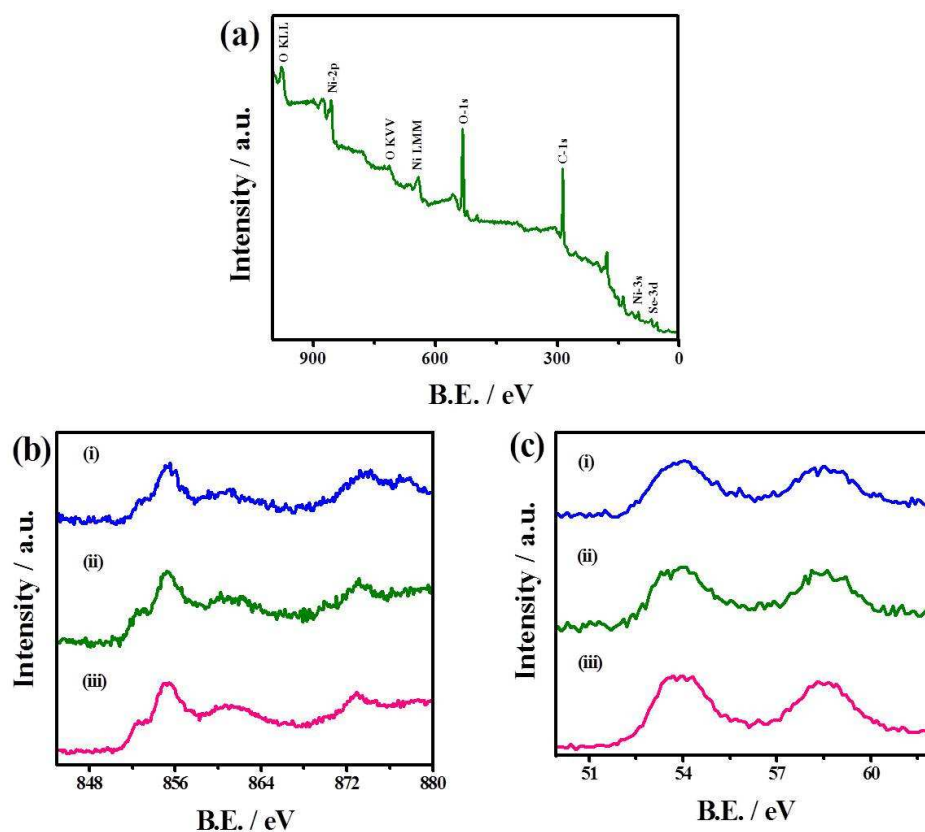 (a)
O KLL
Ni-2p
O KVV
Ni LMM
O-1s
C-1s
Ni-3s
Se-3d
Intensity / a.u.
900 600 300 0
B.E. / eV
(b)
(i)
(ii)
(iii)
Intensity / a.u.
848 856 864 872 880
B.E. / eV
(c)
(i)
(ii)
(iii)
Intensity / a.u.
51 54 57 60
B.E. / eV